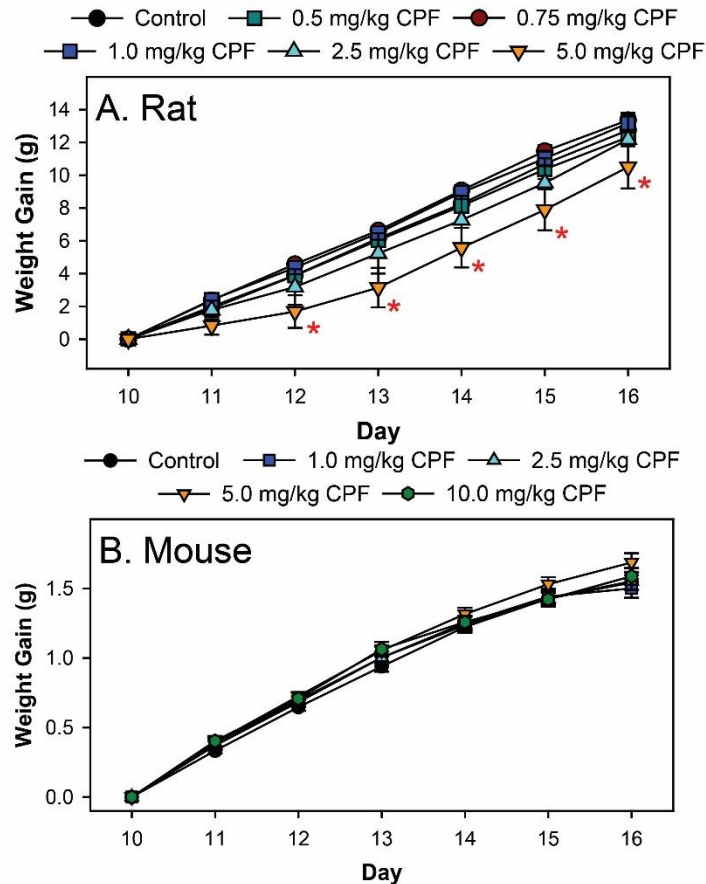 Control 0.5 mg/kg CPF 0.75 mg/kg CPF
1.0 mg/kg CPF 2.5 mg/kg CPF 5.0 mg/kg CPF
A. Rat
Weight Gain (g)
14
12
10
8
6
4
2
0
* * * * *
10 11 12 13 14 15 16
Day
Control 1.0 mg/kg CPF 2.5 mg/kg CPF
5.0 mg/kg CPF 10.0 mg/kg CPF
B. Mouse
Weight Gain (g)
1.5
1.0
0.5
0.0
10 11 12 13 14 15 16
Day